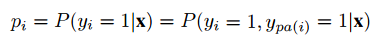 p_i = P(y_i = 1|𝐱) = P(y_i = 1, y_{pa(i)} = 1|𝐱)